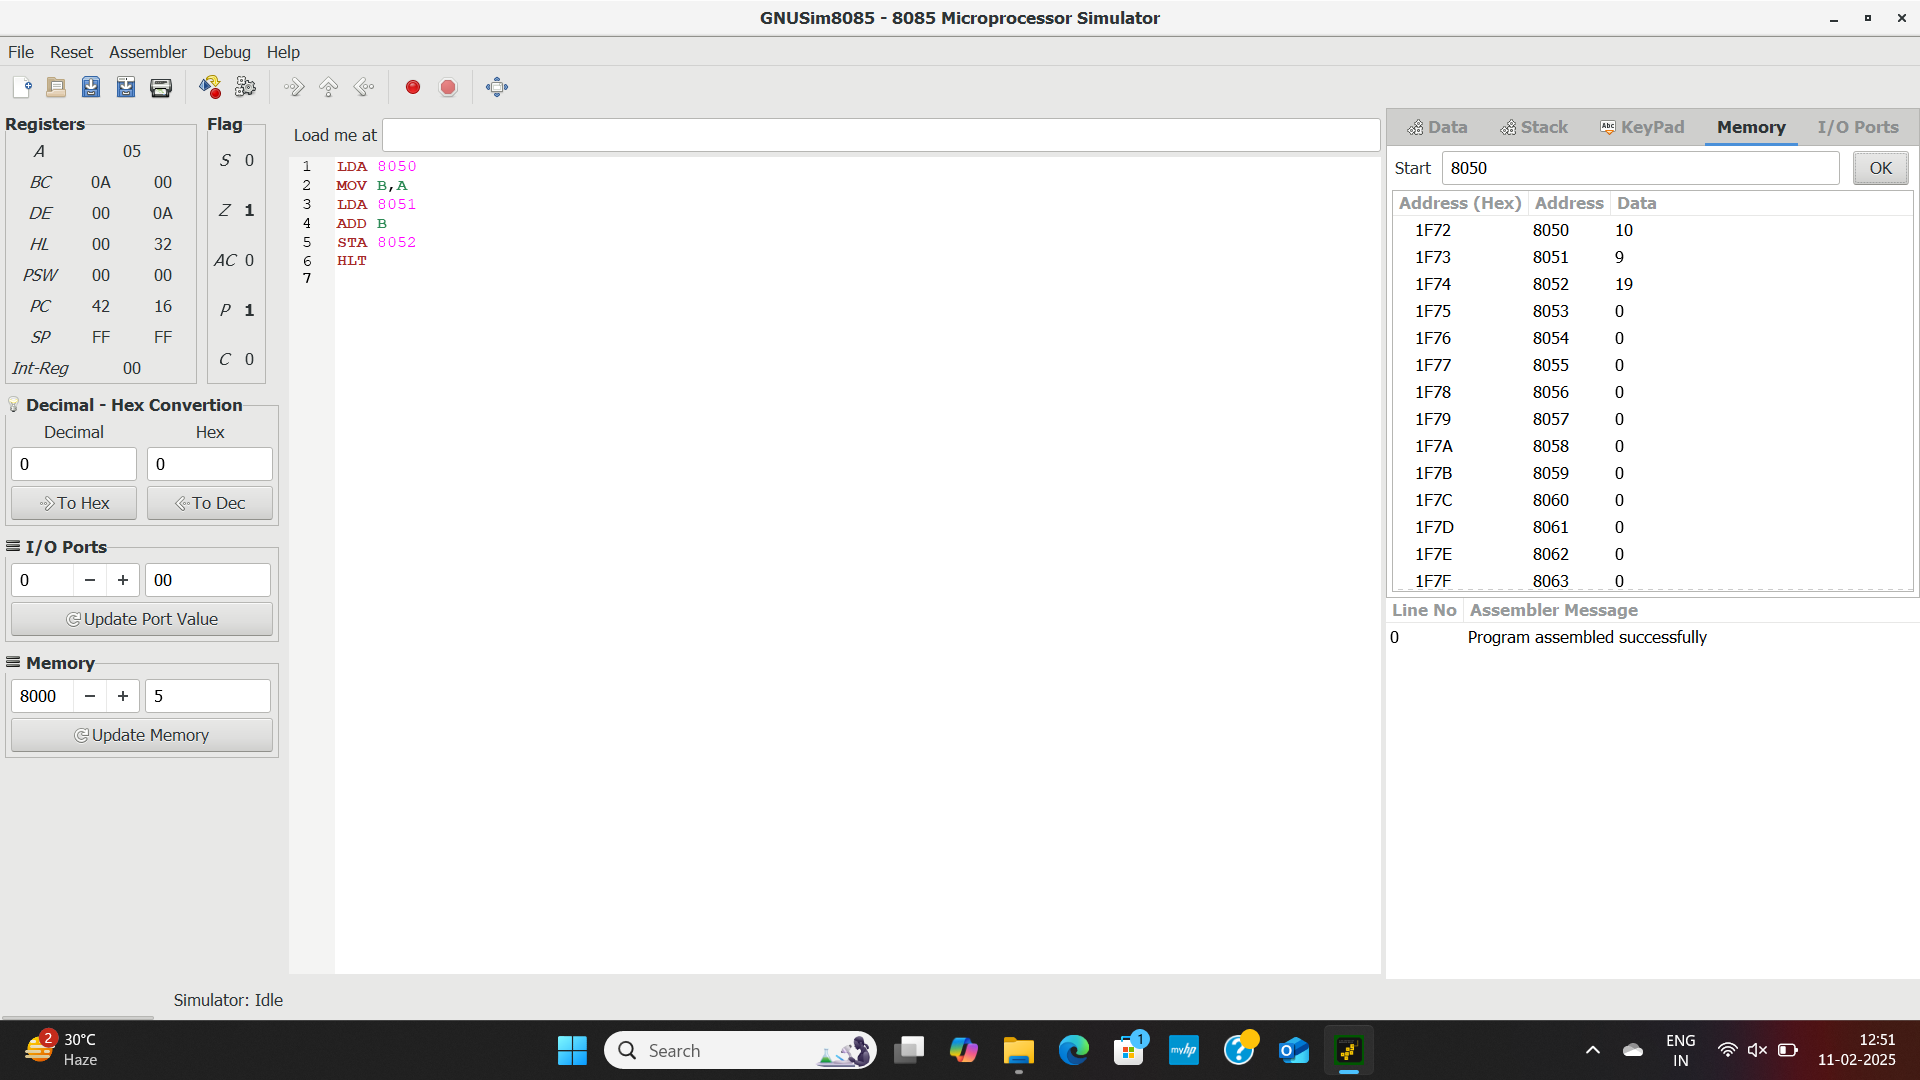 GNUSim8085 - 8085 Microprocessor Simulator
File Reset Assembler Debug Help
Registers
A 05
BC 0A 00
DE 00 0A
HL 00 32
PSW 00 00
PC 42 16
SP FF FF
Int-Reg 00
Flag
S 0
Z 1
AC 0
P 1
C 0
Decimal - Hex Convertion
Decimal Hex
0 0
To Hex To Dec
I/O Ports
0 − + 00
Update Port Value
Memory
8000 − + 5
Update Memory
Load me at
1 LDA 8050
2 MOV B,A
3 LDA 8051
4 ADD B
5 STA 8052
6 HLT
7
Data Stack Abc KeyPad Memory I/O Ports
Start 8050 OK
Address (Hex) Address Data
1F72 8050 10
1F73 8051 9
1F74 8052 19
1F75 8053 0
1F76 8054 0
1F77 8055 0
1F78 8056 0
1F79 8057 0
1F7A 8058 0
1F7B 8059 0
1F7C 8060 0
1F7D 8061 0
1F7E 8062 0
1F7F 8063 0
Line No Assembler Message
0 Program assembled successfully
Simulator: Idle
2
30°C
Haze
Search
1
myhp
ENG
IN
12:51
11-02-2025